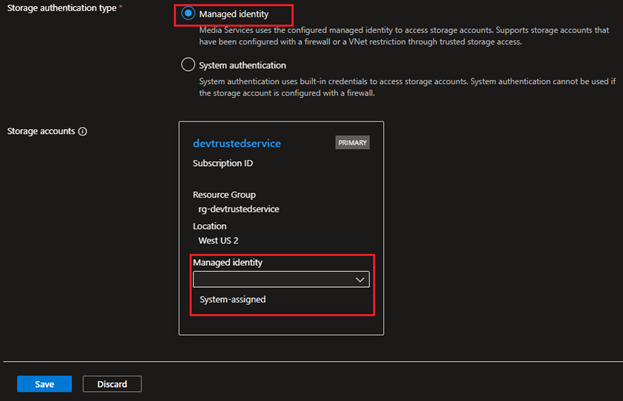 Storage authentication type *
Managed identity
Media Services uses the configured managed identity to access storage accounts. Supports storage accounts that
have been configured with a firewall or a VNet restriction through trusted storage access.
System authentication
System authentication uses built-in credentials to access storage accounts. System authentication cannot be used if
the storage account is configured with a firewall.
Storage accounts
devtrustedservice
PRIMARY
Subscription ID
Resource Group
rg-devtrustedservice
Location
West US 2
Managed identity
System-assigned
Save
Discard